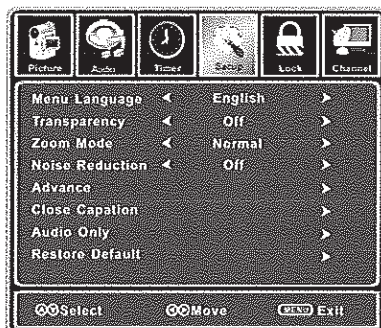 Picture Audio Timer Setup Lock Channel
Menu Language English
Transparency Off
Zoom Mode Normal
Noise Reduction Off
Advance
Close Capation
Audio Only
Restore Default
Select Move MENU Exit